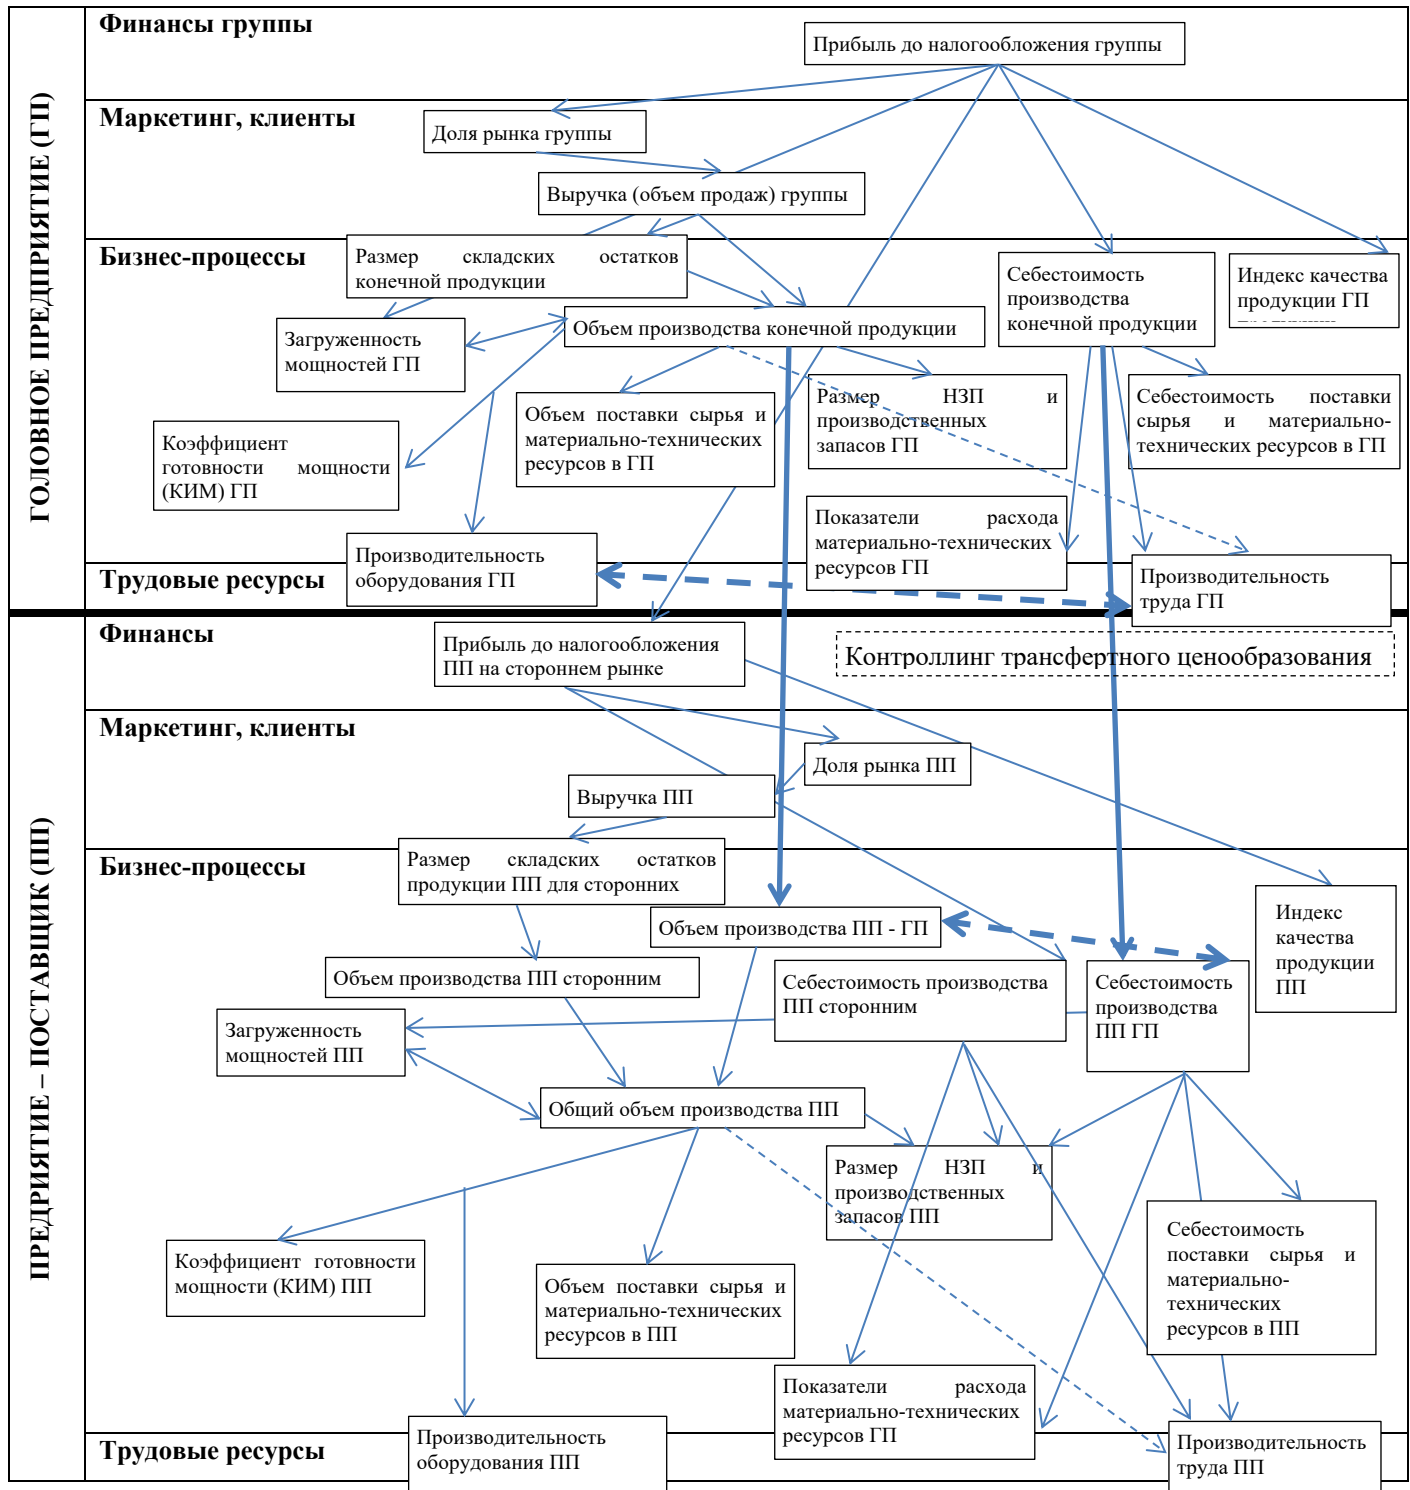 ГОЛОВНОЕ ПРЕДПРИЯТИЕ (ГП)
Финансы группы
Прибыль до налогообложения группы
Маркетинг, клиенты
Доля рынка группы
Выручка (объем продаж) группы
Бизнес-процессы
Размер складских остатков
конечной продукции
Себестоимость
производства
конечной продукции
Индекс качества
продукции ГП
Загруженность
мощностей ГП
Объем производства конечной продукции
Коэффициент
готовности мощности
(КИМ) ГП
Объем поставки сырья и
материально-технических
ресурсов в ГП
Размер НЗП и
производственных
запасов ГП
Себестоимость поставки
сырья и материально-
технических ресурсов в ГП
Показатели расхода
материально-технических
ресурсов ГП
Производительность
оборудования ГП
Трудовые ресурсы
Производительность
труда ГП
ПРЕДРИЯТИЕ – ПОСТАВЩИК (ПП)
Финансы
Прибыль до налогообложения
ПП на стороннем рынке
Контроллинг трансфертного ценообразования
Маркетинг, клиенты
Доля рынка ПП
Выручка ПП
Бизнес-процессы
Размер складских остатков
продукции ПП для сторонних
Объем производства ПП - ГП
Индекс
качества
продукции
ПП
Объем производства ПП сторонним
Себестоимость производства
ПП сторонним
Себестоимость
производства
ПП ГП
Загруженность
мощностей ПП
Общий объем производства ПП
Размер НЗП и
производственных
запасов ПП
Коэффициент готовности
мощности (КИМ) ПП
Объем поставки сырья и
материально-технических
ресурсов в ПП
Себестоимость
поставки сырья и
материально-
технических
ресурсов в ПП
Показатели расхода
материально-технических
ресурсов ГП
Трудовые ресурсы
Производительность
оборудования ПП
Производительность
труда ПП